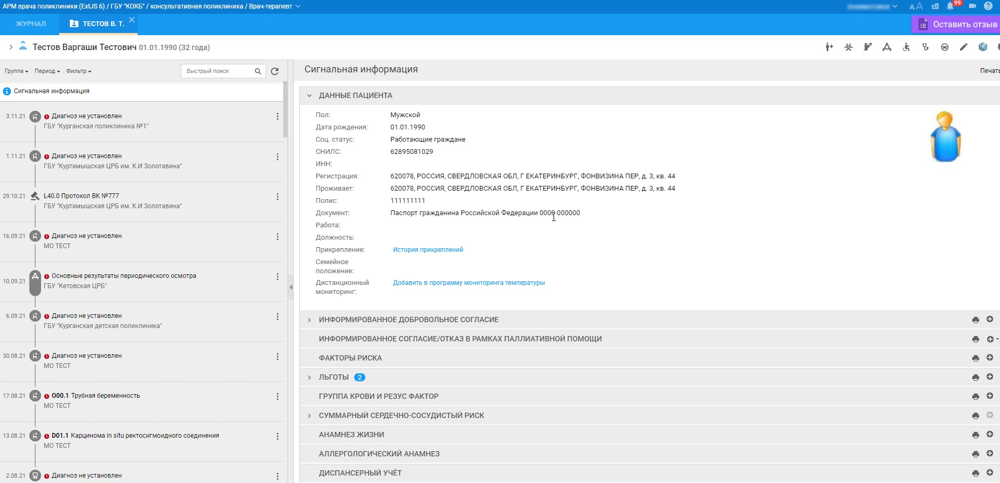 АРМ врача поликлиники (ExtJS 6) / ГБУ "КОКБ" / консультативная поликлиника / Врач-терапевт
A A
99
ЖУРНАЛ
ТЕСТОВ В. Т.
Оставить отзыв
Тестов Варгаши Тестович 01.01.1990 (32 года)
Группа
Период
Фильтр
Быстрый поиск
Сигнальная информация
3.11.21 Диагноз не установлен
ГБУ "Курганская поликлиника №1"
1.11.21 Диагноз не установлен
ГБУ "Куртамышская ЦРБ им. К.И Золотавина"
29.10.21 L40.0 Протокол ВК №777
ГБУ "Куртамышская ЦРБ им. К.И Золотавина"
16.09.21 Диагноз не установлен
МО ТЕСТ
10.09.21 Основные результаты периодического осмотра
ГБУ "Кетовская ЦРБ"
6.09.21 Диагноз не установлен
ГБУ "Курганская детская поликлиника"
30.08.21 Диагноз не установлен
МО ТЕСТ
17.08.21 O00.1 Трубная беременность
МО ТЕСТ
13.08.21 D01.1 Карцинома in situ ректосигмоидного соединения
МО ТЕСТ
2.08.21 Диагноз не установлен
Сигнальная информация
Печать
ДАННЫЕ ПАЦИЕНТА
Пол: Мужской
Дата рождения: 01.01.1990
Соц. статус: Работающие граждане
СНИЛС: 62895081029
ИНН:
Регистрация: 620078, РОССИЯ, СВЕРДЛОВСКАЯ ОБЛ, Г ЕКАТЕРИНБУРГ, ФОНВИЗИНА ПЕР, д. 3, кв. 44
Проживает: 620078, РОССИЯ, СВЕРДЛОВСКАЯ ОБЛ, Г ЕКАТЕРИНБУРГ, ФОНВИЗИНА ПЕР, д. 3, кв. 44
Полис: 111111111
Документ: Паспорт гражданина Российской Федерации 0000 000000
Работа:
Должность:
Прикрепление: История прикреплений
Семейное
положение:
Дистанционный Добавить в программу мониторинга температуры
мониторинг:
ИНФОРМИРОВАННОЕ ДОБРОВОЛЬНОЕ СОГЛАСИЕ
ИНФОРМИРОВАННОЕ СОГЛАСИЕ/ОТКАЗ В РАМКАХ ПАЛЛИАТИВНОЙ ПОМОЩИ
ФАКТОРЫ РИСКА
ЛЬГОТЫ 2
ГРУППА КРОВИ И РЕЗУС ФАКТОР
СУММАРНЫЙ СЕРДЕЧНО-СОСУДИСТЫЙ РИСК
АНАМНЕЗ ЖИЗНИ
АЛЛЕРГОЛОГИЧЕСКИЙ АНАМНЕЗ
ДИСПАНСЕРНЫЙ УЧЁТ